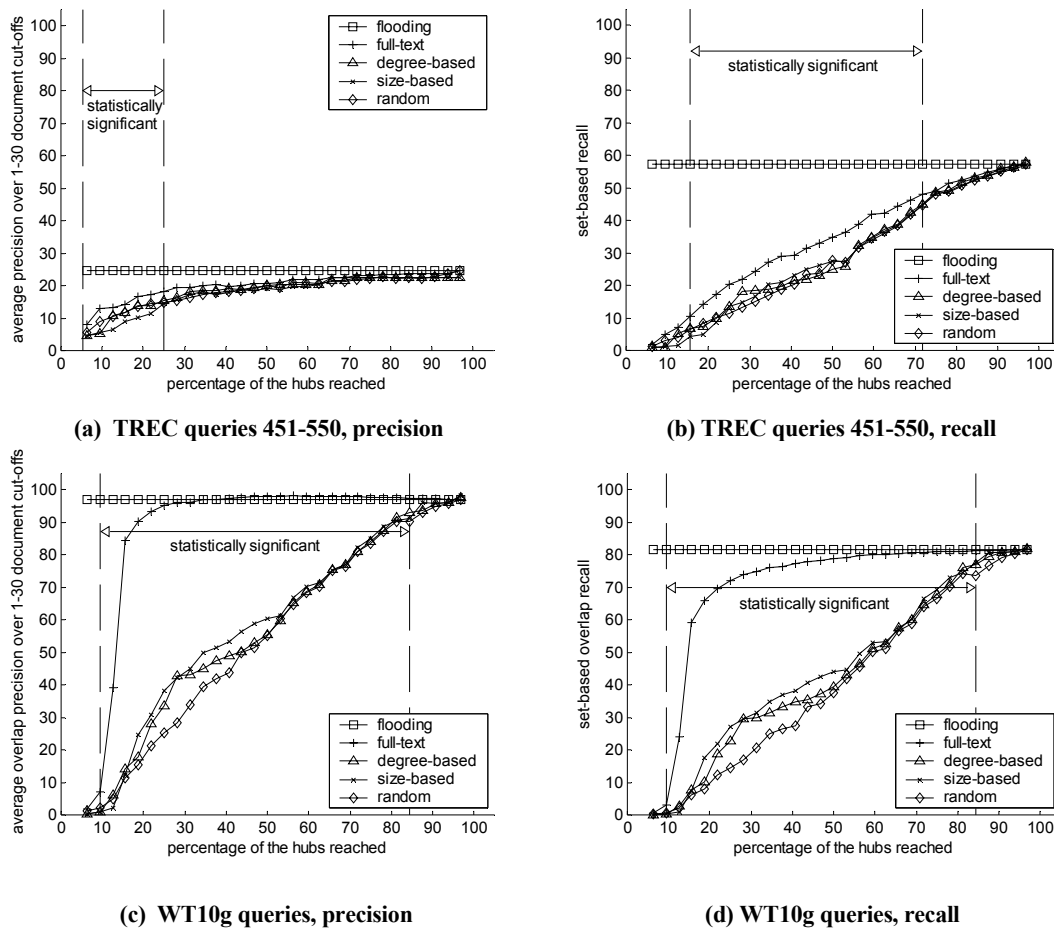 average precision over 1-30 document cut-offs
100
90
80
70
60
50
40
30
20
10
0
statistically
significant
flooding
full-text
degree-based
size-based
random
0 10 20 30 40 50 60 70 80 90 100
percentage of the hubs reached
(a) TREC queries 451-550, precision
set-based recall
100
90
80
70
60
50
40
30
20
10
0
statistically significant
flooding
full-text
degree-based
size-based
random
0 10 20 30 40 50 60 70 80 90 100
percentage of the hubs reached
(b) TREC queries 451-550, recall
average overlap precision over 1-30 document cut-offs
100
90
80
70
60
50
40
30
20
10
0
statistically significant
flooding
full-text
degree-based
size-based
random
0 10 20 30 40 50 60 70 80 90 100
percentage of the hubs reached
(c) WT10g queries, precision
set-based overlap recall
100
90
80
70
60
50
40
30
20
10
0
statistically significant
flooding
full-text
degree-based
size-based
random
0 10 20 30 40 50 60 70 80 90 100
percentage of the hubs reached
(d) WT10g queries, recall